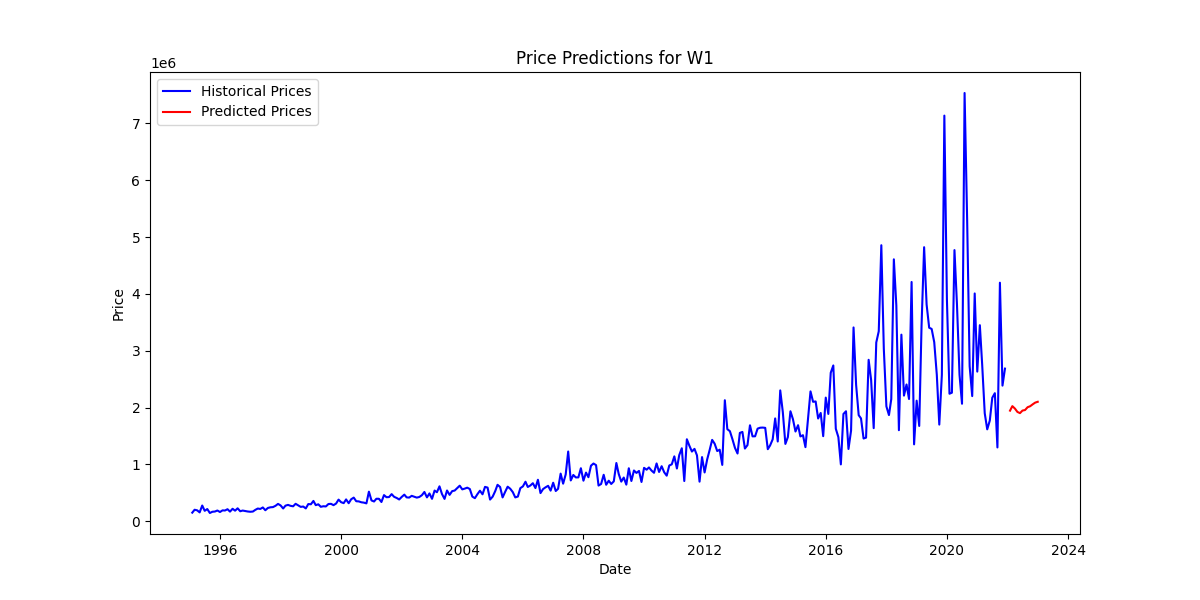 Price Predictions for W1
1e6
Historical Prices
Predicted Prices
7
6
5
4
3
2
1
0
Price
1996 2000 2004 2008 2012 2016 2020 2024
Date